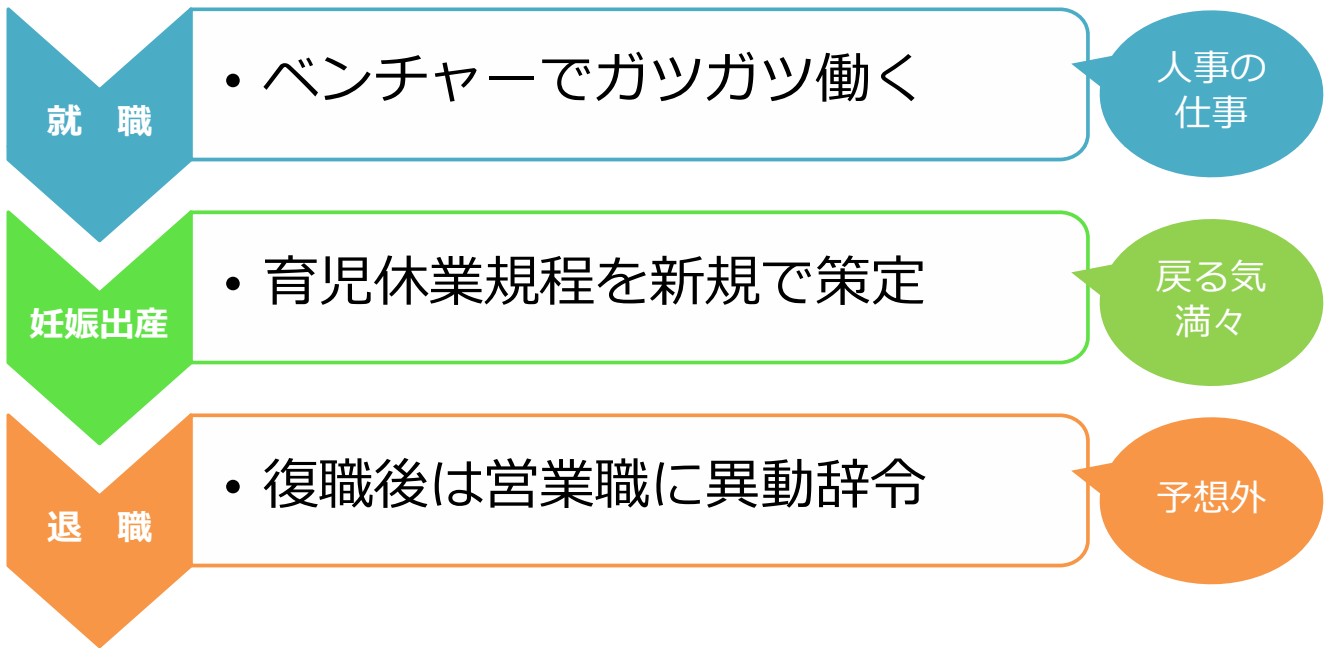 就　職
• ベンチャーでガツガツ働く
人事の
仕事
妊娠出産
• 育児休業規程を新規で策定
戻る気
満々
退　職
• 復職後は営業職に異動辞令
予想外